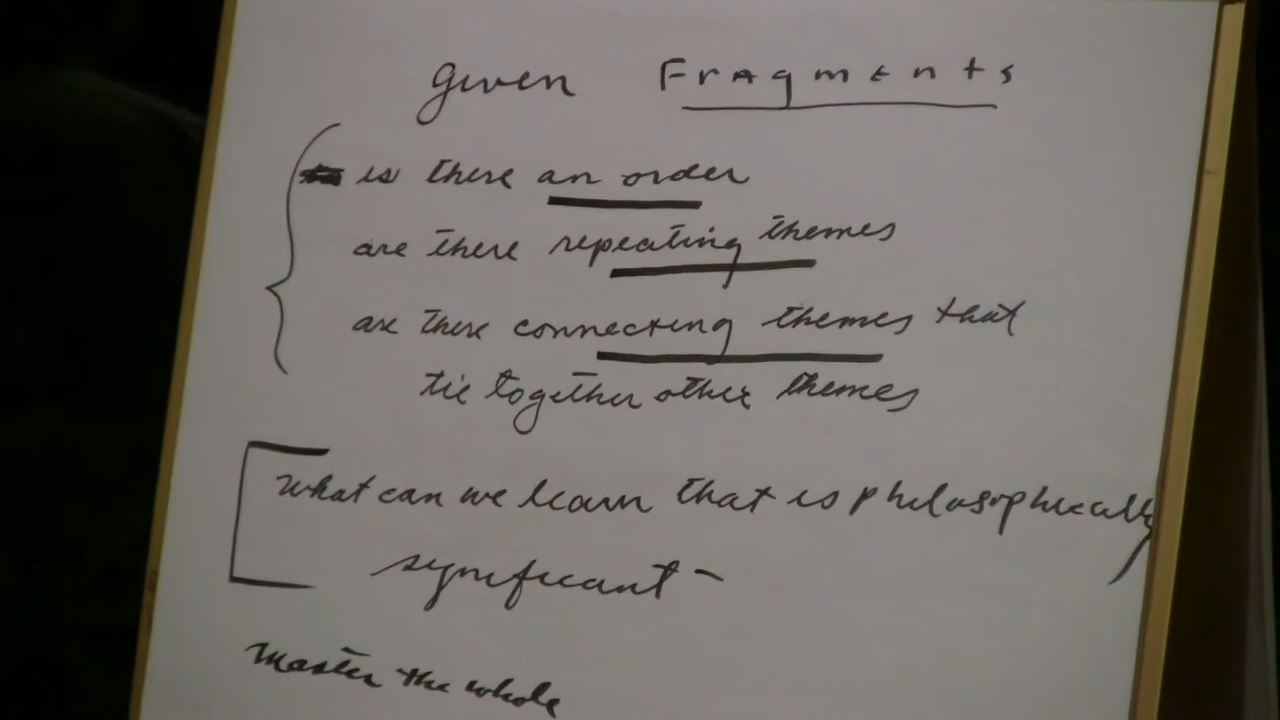 given Fragments
is there an order
are there repeating themes
are there connecting themes that
tie together other themes
What can we learn that is philosophically
significant -
master the whole